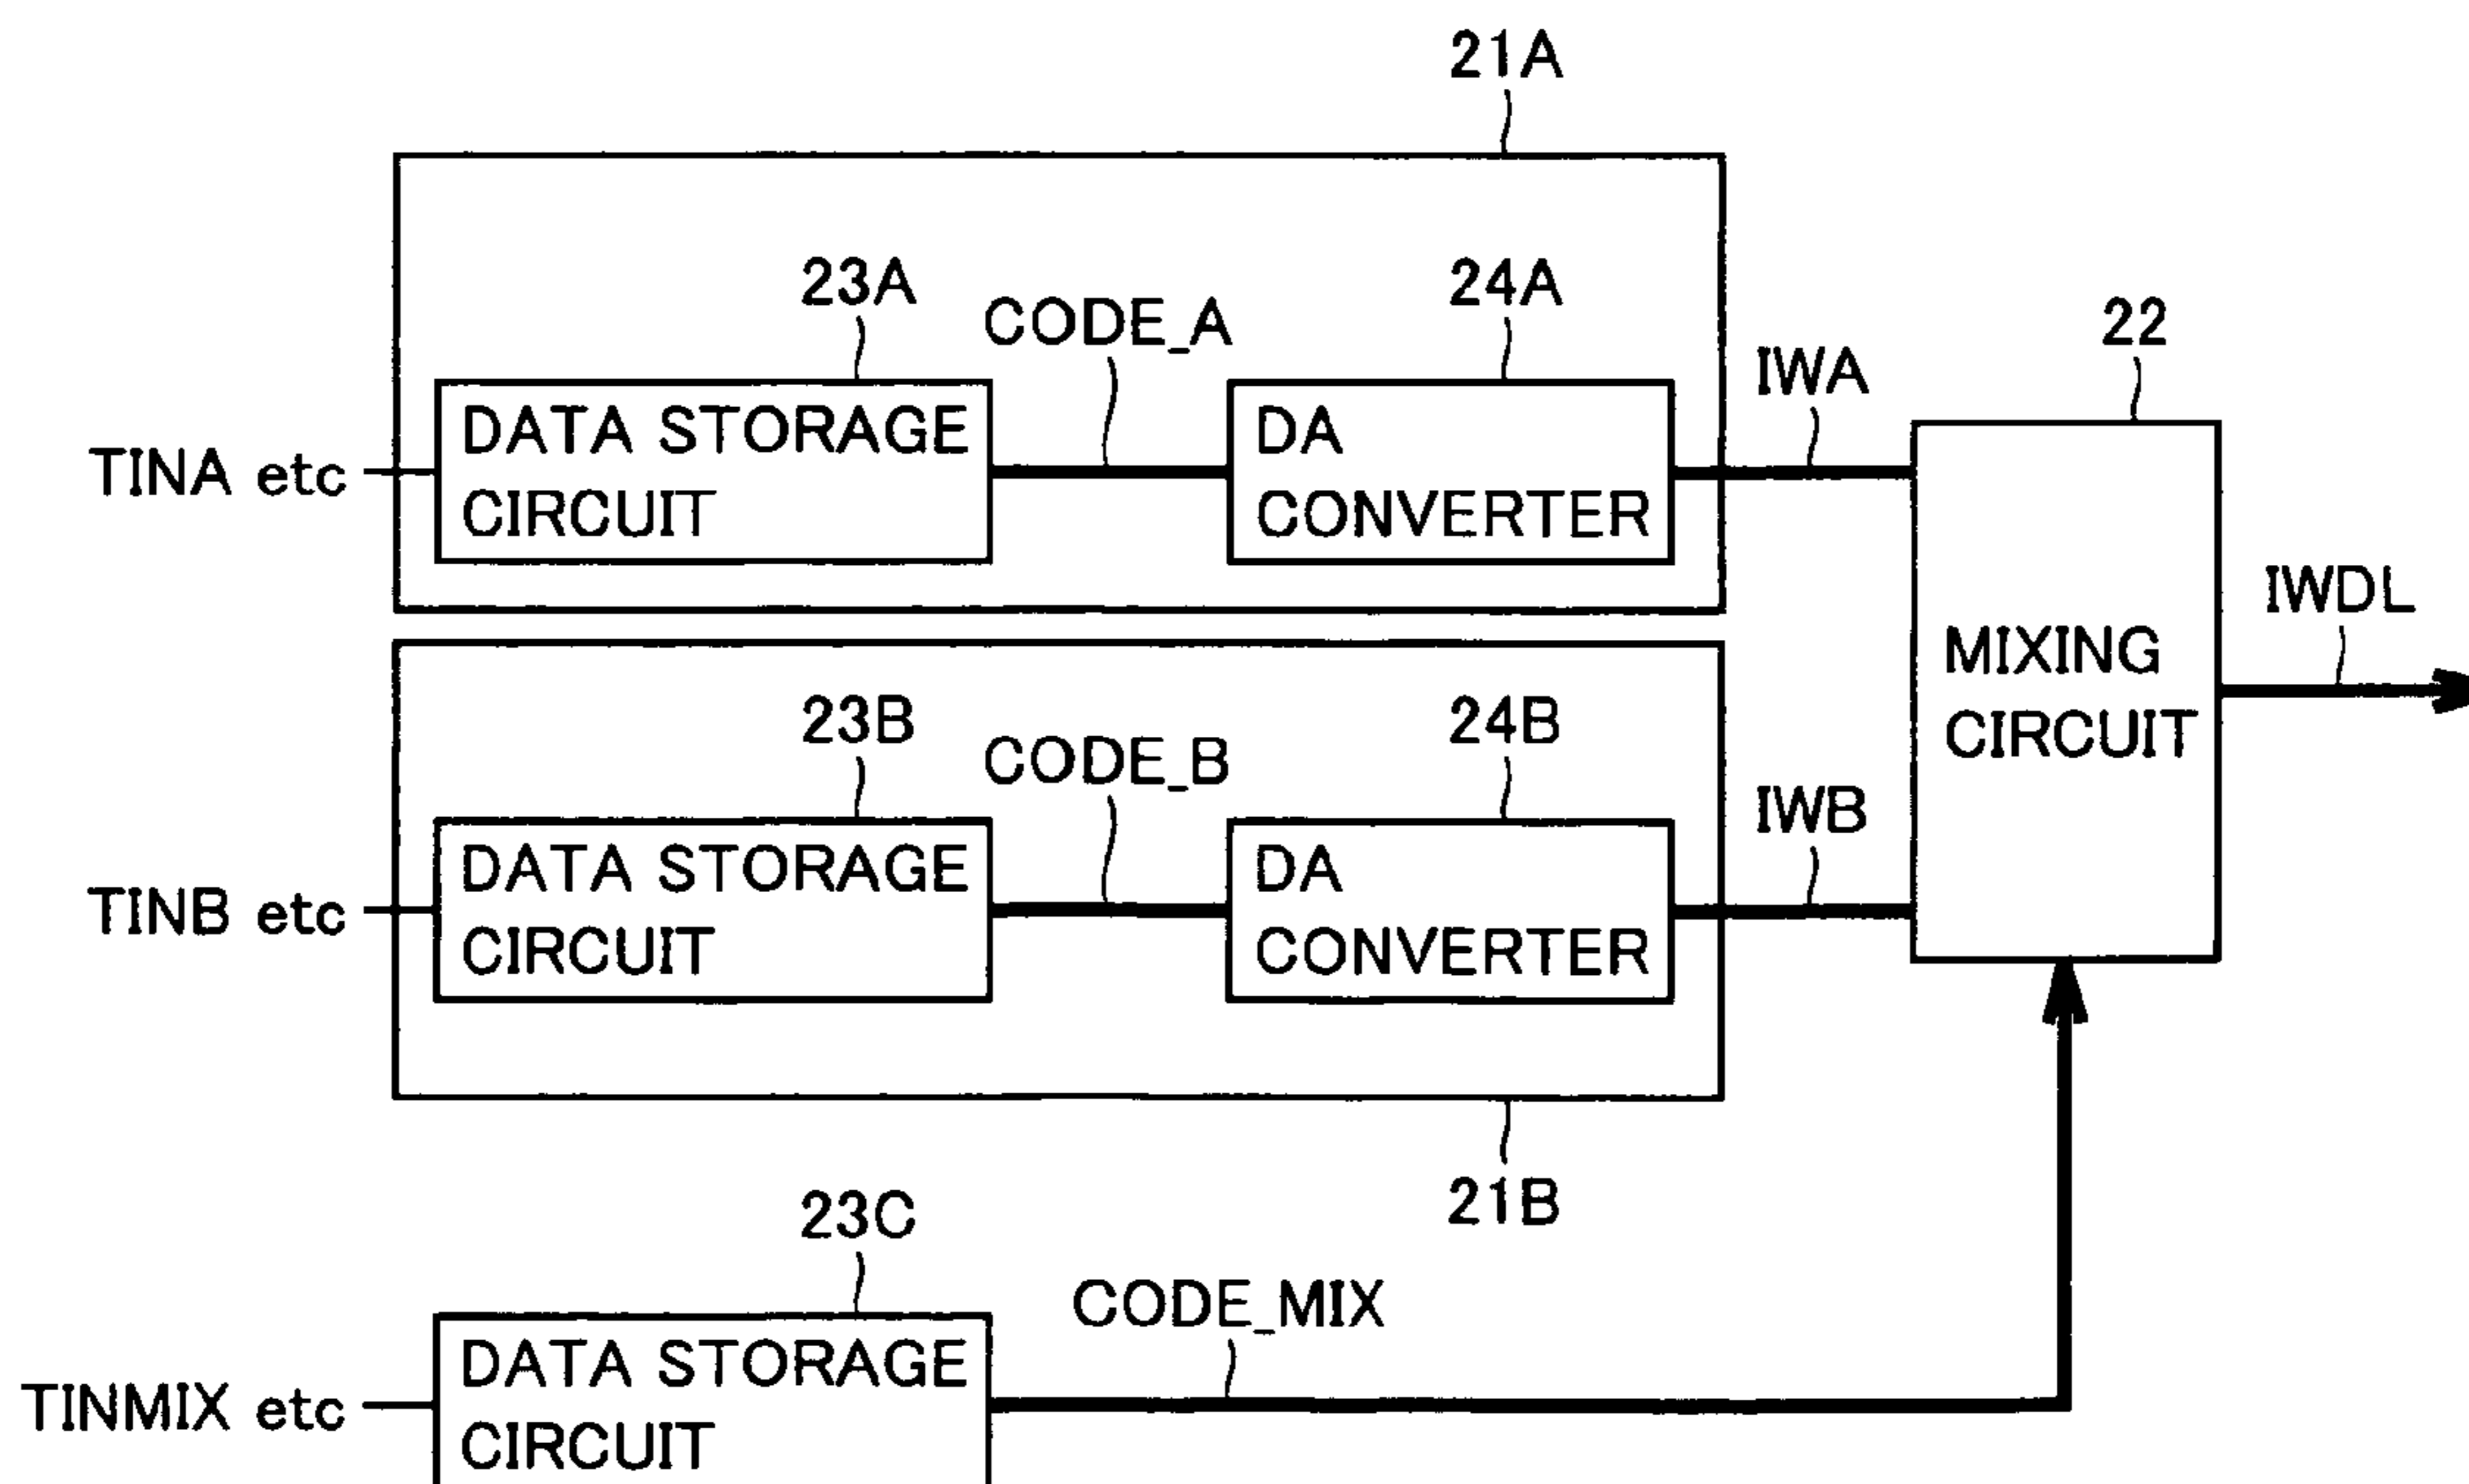 21A
23A
CODE_A
24A
22
IWA
DATA STORAGE
CIRCUIT
DA
CONVERTER
TINA etc
IWDL
MIXING
CIRCUIT
23B
CODE_B
24B
IWB
DATA STORAGE
CIRCUIT
DA
CONVERTER
TINB etc
21B
23C
CODE_MIX
DATA STORAGE
CIRCUIT
TINMIX etc